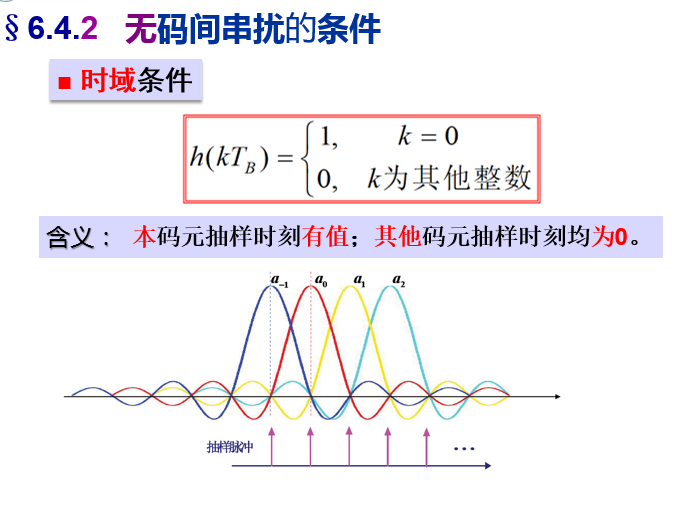 §6.4.2 无码间串扰的条件
■ 时域条件
h(kT_B) = { 1, k = 0
0, k为其他整数
含义： 本码元抽样时刻有值；其他码元抽样时刻均为0。
a₋₁ a₀ a₁ a₂
抽样脉冲 …